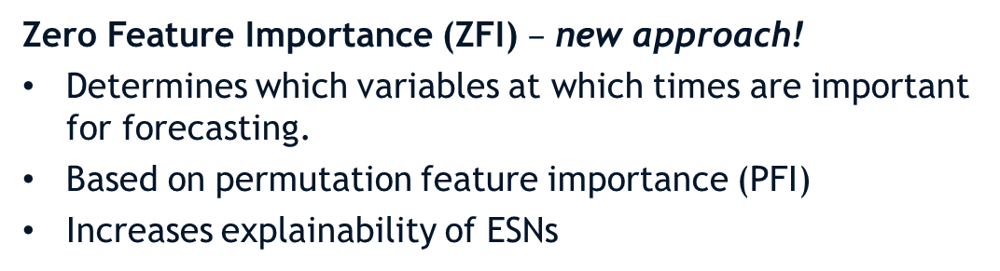 Zero Feature Importance (ZFI) – new approach!
• Determines which variables at which times are important
for forecasting.
• Based on permutation feature importance (PFI)
• Increases explainability of ESNs